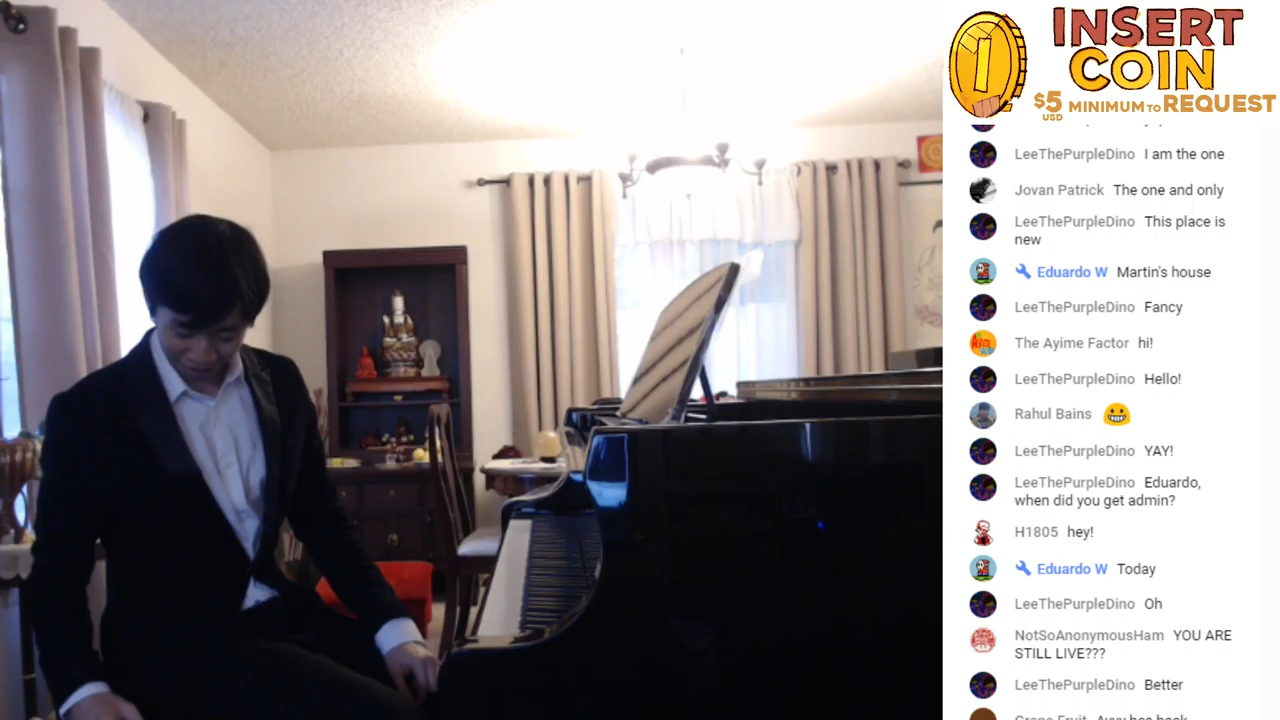 INSERT
COIN
$5 USD MINIMUM TO REQUEST
LeeThePurpleDino I am the one
Jovan Patrick The one and only
LeeThePurpleDino This place is
new
Eduardo W Martin's house
LeeThePurpleDino Fancy
The Ayime Factor hi!
LeeThePurpleDino Hello!
Rahul Bains 😀
LeeThePurpleDino YAY!
LeeThePurpleDino Eduardo,
when did you get admin?
H1805 hey!
Eduardo W Today
LeeThePurpleDino Oh
NotSoAnonymousHam YOU ARE
STILL LIVE???
LeeThePurpleDino Better